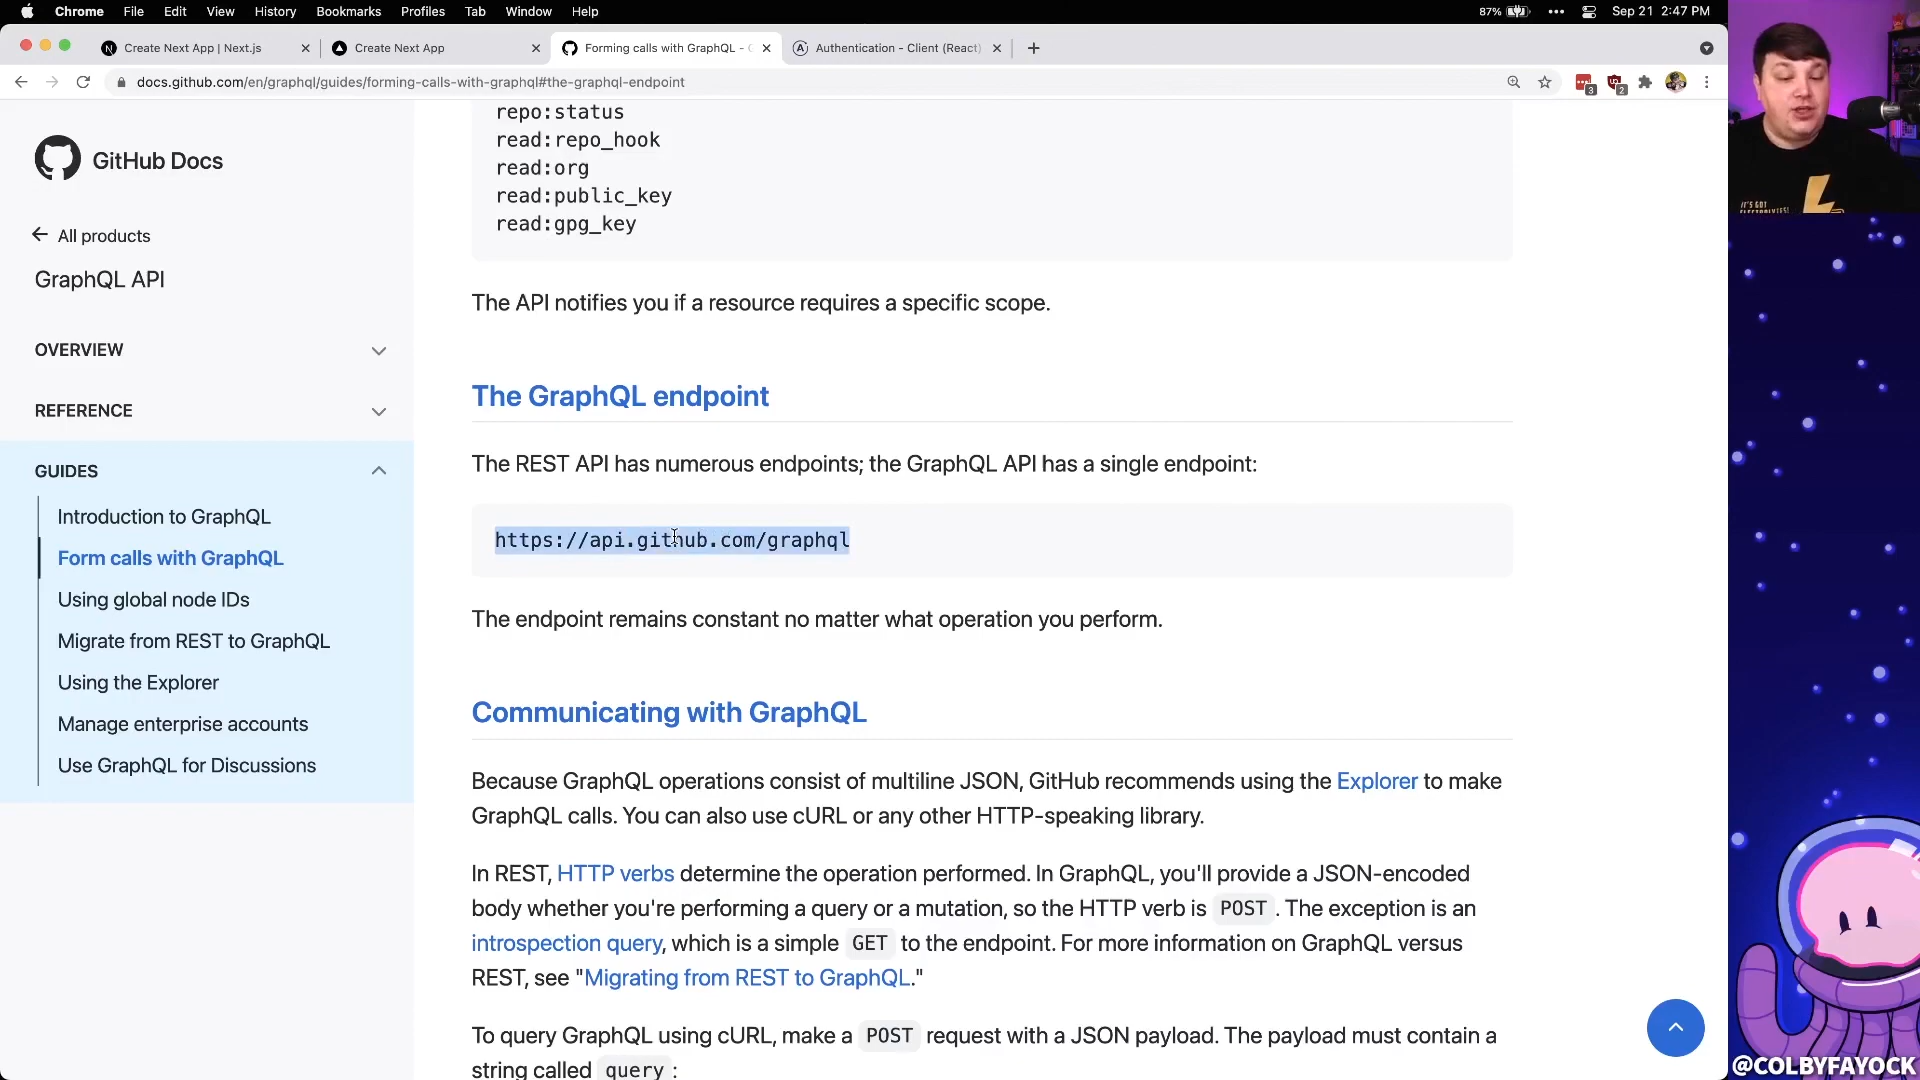 Chrome File Edit View History Bookmarks Profiles Tab Window Help
87% Sep 21 2:47 PM
Create Next App | Next.js
Create Next App
Forming calls with GraphQL -
Authentication - Client (React)
docs.github.com/en/graphql/guides/forming-calls-with-graphql#the-graphql-endpoint
3
2
GitHub Docs
All products
GraphQL API
OVERVIEW
REFERENCE
GUIDES
Introduction to GraphQL
Form calls with GraphQL
Using global node IDs
Migrate from REST to GraphQL
Using the Explorer
Manage enterprise accounts
Use GraphQL for Discussions
repo:status
read:repo_hook
read:org
read:public_key
read:gpg_key
The API notifies you if a resource requires a specific scope.
The GraphQL endpoint
The REST API has numerous endpoints; the GraphQL API has a single endpoint:
https://api.github.com/graphql
The endpoint remains constant no matter what operation you perform.
Communicating with GraphQL
Because GraphQL operations consist of multiline JSON, GitHub recommends using the Explorer to make
GraphQL calls. You can also use cURL or any other HTTP-speaking library.
In REST, HTTP verbs determine the operation performed. In GraphQL, you'll provide a JSON-encoded
body whether you're performing a query or a mutation, so the HTTP verb is POST . The exception is an
introspection query, which is a simple GET to the endpoint. For more information on GraphQL versus
REST, see "Migrating from REST to GraphQL."
To query GraphQL using cURL, make a POST request with a JSON payload. The payload must contain a
string called query :
IT'S GOT
ELECTROLYTES!
@COLBYFAYOCK